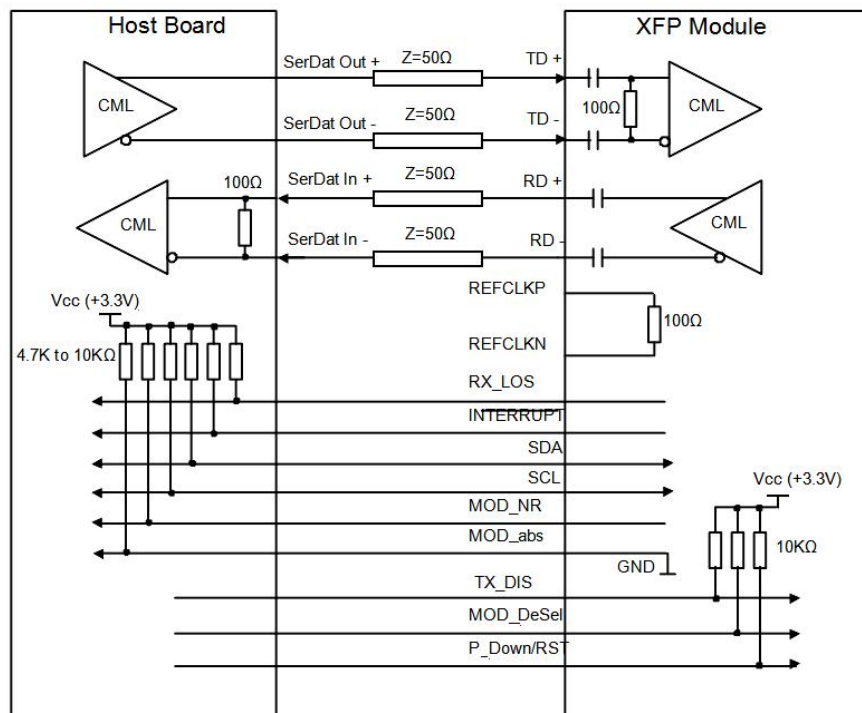 Host Board
XFP Module
SerDat Out +
Z=50Ω
TD +
CML
100Ω
CML
SerDat Out -
Z=50Ω
TD -
100Ω
SerDat In +
Z=50Ω
RD +
CML
CML
SerDat In -
Z=50Ω
RD -
REFCLKP
Vcc (+3.3V)
100Ω
4.7K to 10KΩ
REFCLKN
RX_LOS
INTERRUPT
SDA
SCL
Vcc (+3.3V)
MOD_NR
MOD_abs
10KΩ
GND
TX_DIS
MOD_DeSel
P_Down/RST